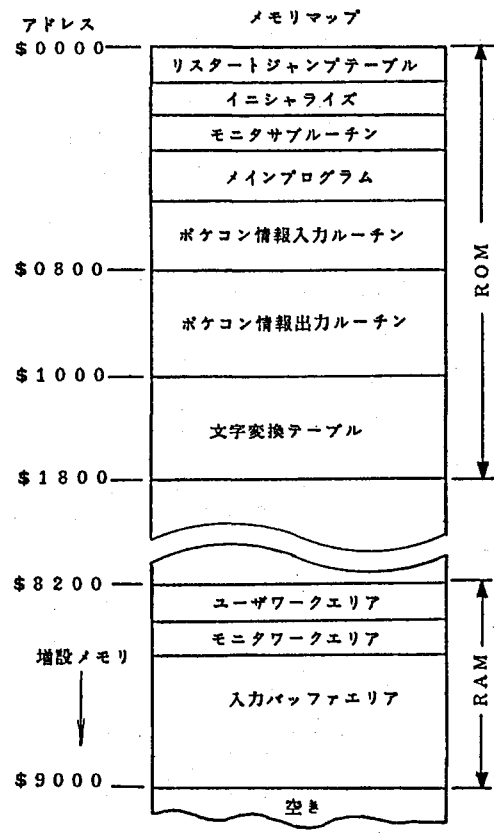 メモリマップ
アドレス
$0000
リスタートジャンプテーブル
イニシャライズ
モニタサブルーチン
メインプログラム
ポケコン情報入力ルーチン
$0800
ROM
ポケコン情報出力ルーチン
$1000
文字変換テーブル
$1800
$8200
ユーザワークエリア
モニタワークエリア
増設メモリ
入力バッファエリア
RAM
$9000
空き